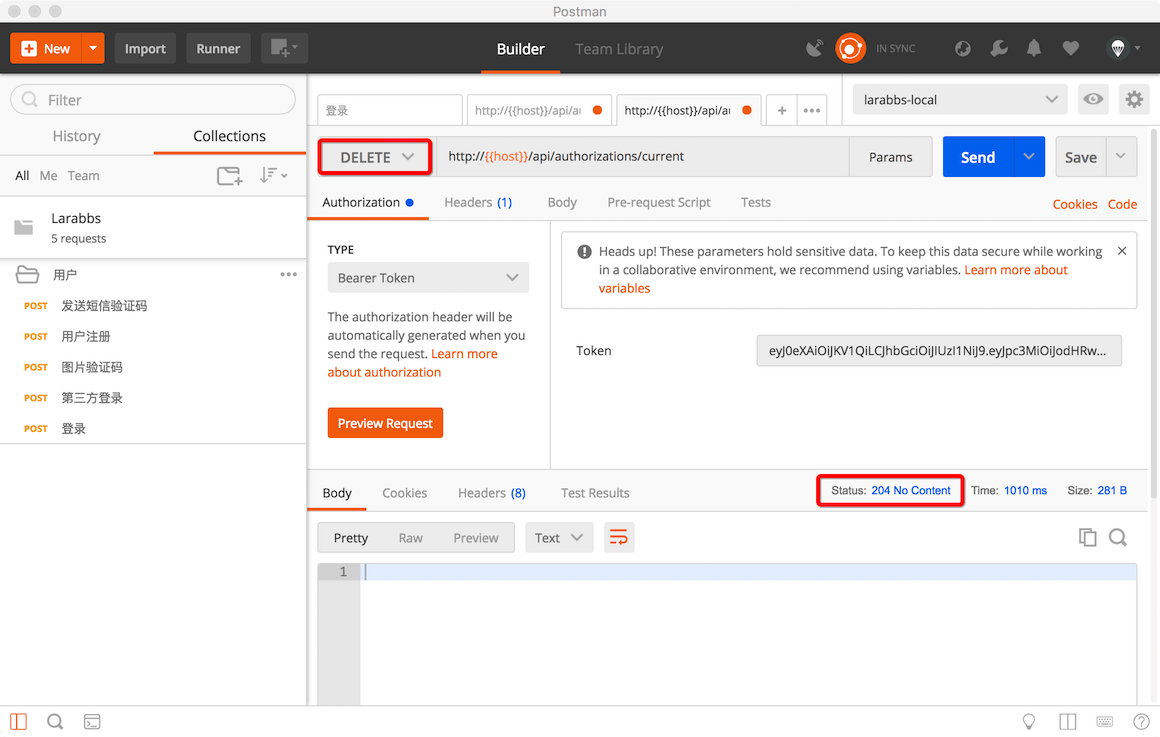 Postman
New
Import
Runner
Builder
Team Library
IN SYNC
Filter
History
Collections
All Me Team
Larabbs
5 requests
用户
POST 发送短信验证码
POST 用户注册
POST 图片验证码
POST 第三方登录
POST 登录
登录
http://{{host}}/api/au
http://{{host}}/api/au
+
larabbs-local
DELETE
http://{{host}}/api/authorizations/current
Params
Send
Save
Authorization
Headers (1)
Body
Pre-request Script
Tests
Cookies
Code
TYPE
Bearer Token
The authorization header will be
automatically generated when you
send the request. Learn more
about authorization
Preview Request
Heads up! These parameters hold sensitive data. To keep this data secure while working
in a collaborative environment, we recommend using variables. Learn more about
variables
Token
eyJ0eXAiOiJKV1QiLCJhbGciOiJIUzI1NiJ9.eyJpc3MiOiJodHRw...
Body
Cookies
Headers (8)
Test Results
Status: 204 No Content
Time: 1010 ms
Size: 281 B
Pretty
Raw
Preview
Text
1